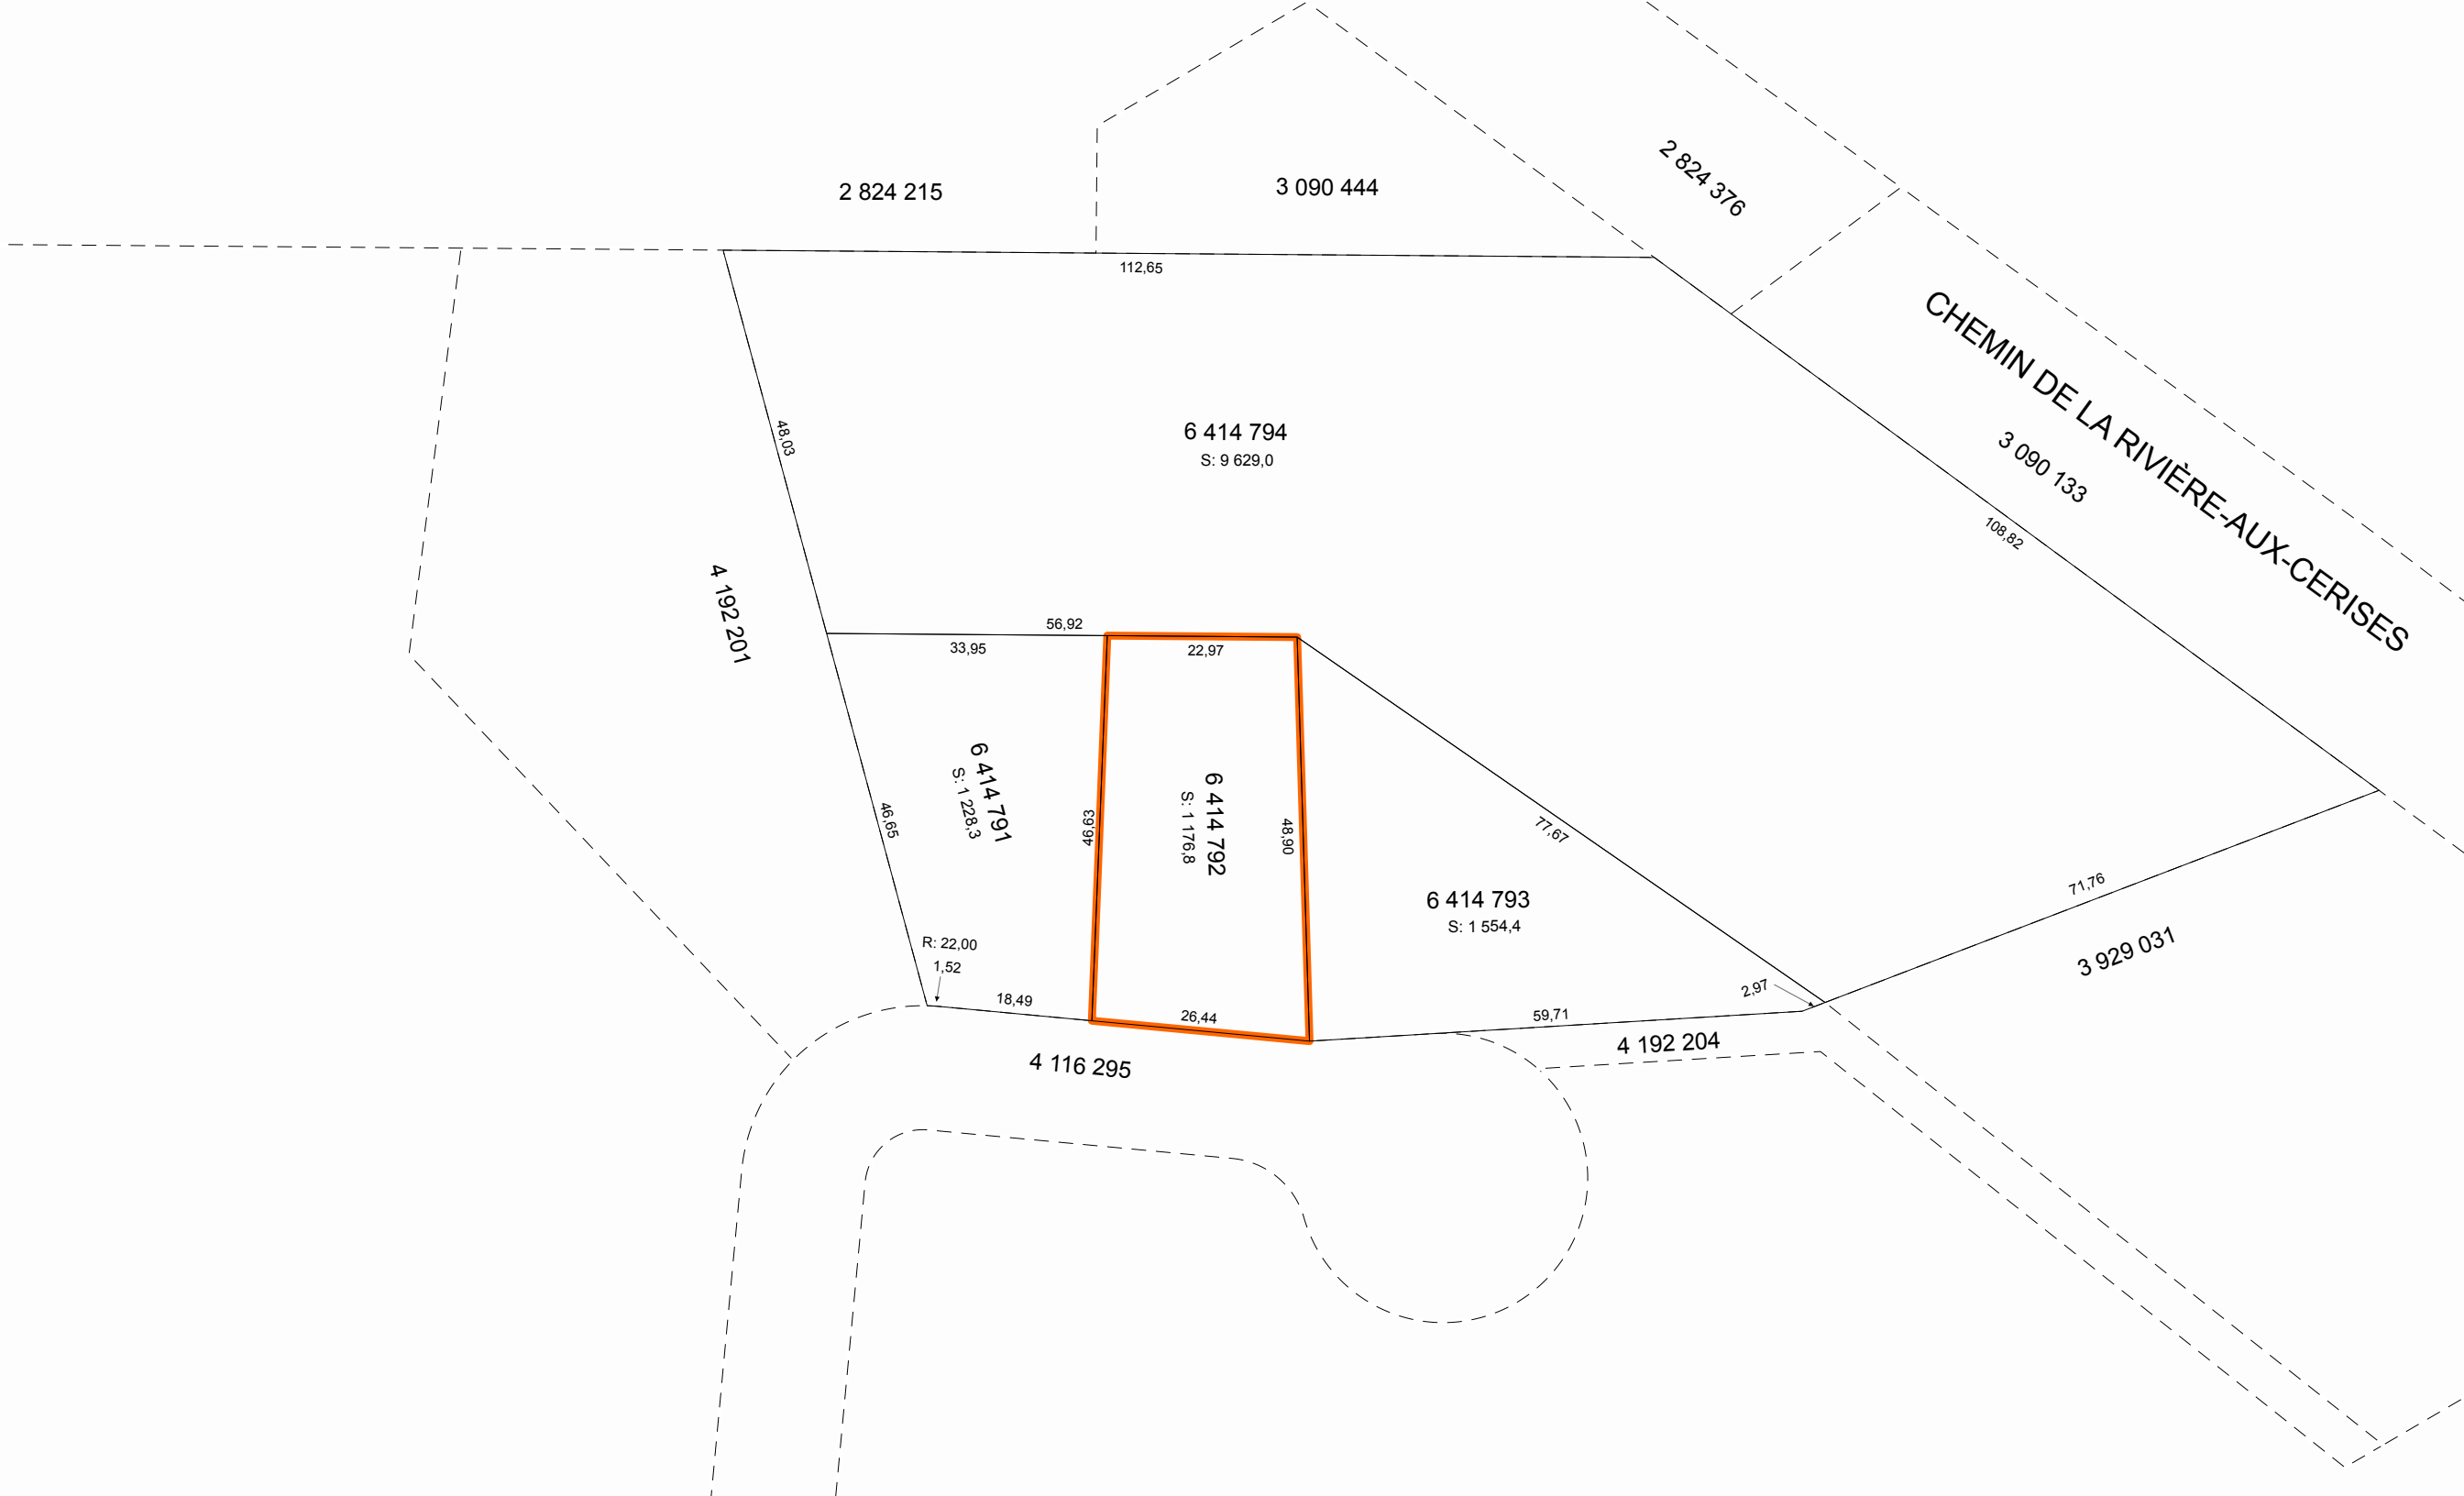 2 824 215
3 090 444
2 824 376
112,65
CHEMIN DE LA RIVIÈRE-AUX-CERISES
3 090 133
108,82
48,03
6 414 794
S: 9 629,0
4 192 201
56,92
33,95
22,97
6 414 791
S: 1 228,3
46,65
46,63
6 414 792
S: 1 176,8
48,90
77,67
6 414 793
S: 1 554,4
71,76
3 929 031
R: 22,00
1,52
18,49
26,44
59,71
2,97
4 192 204
4 116 295